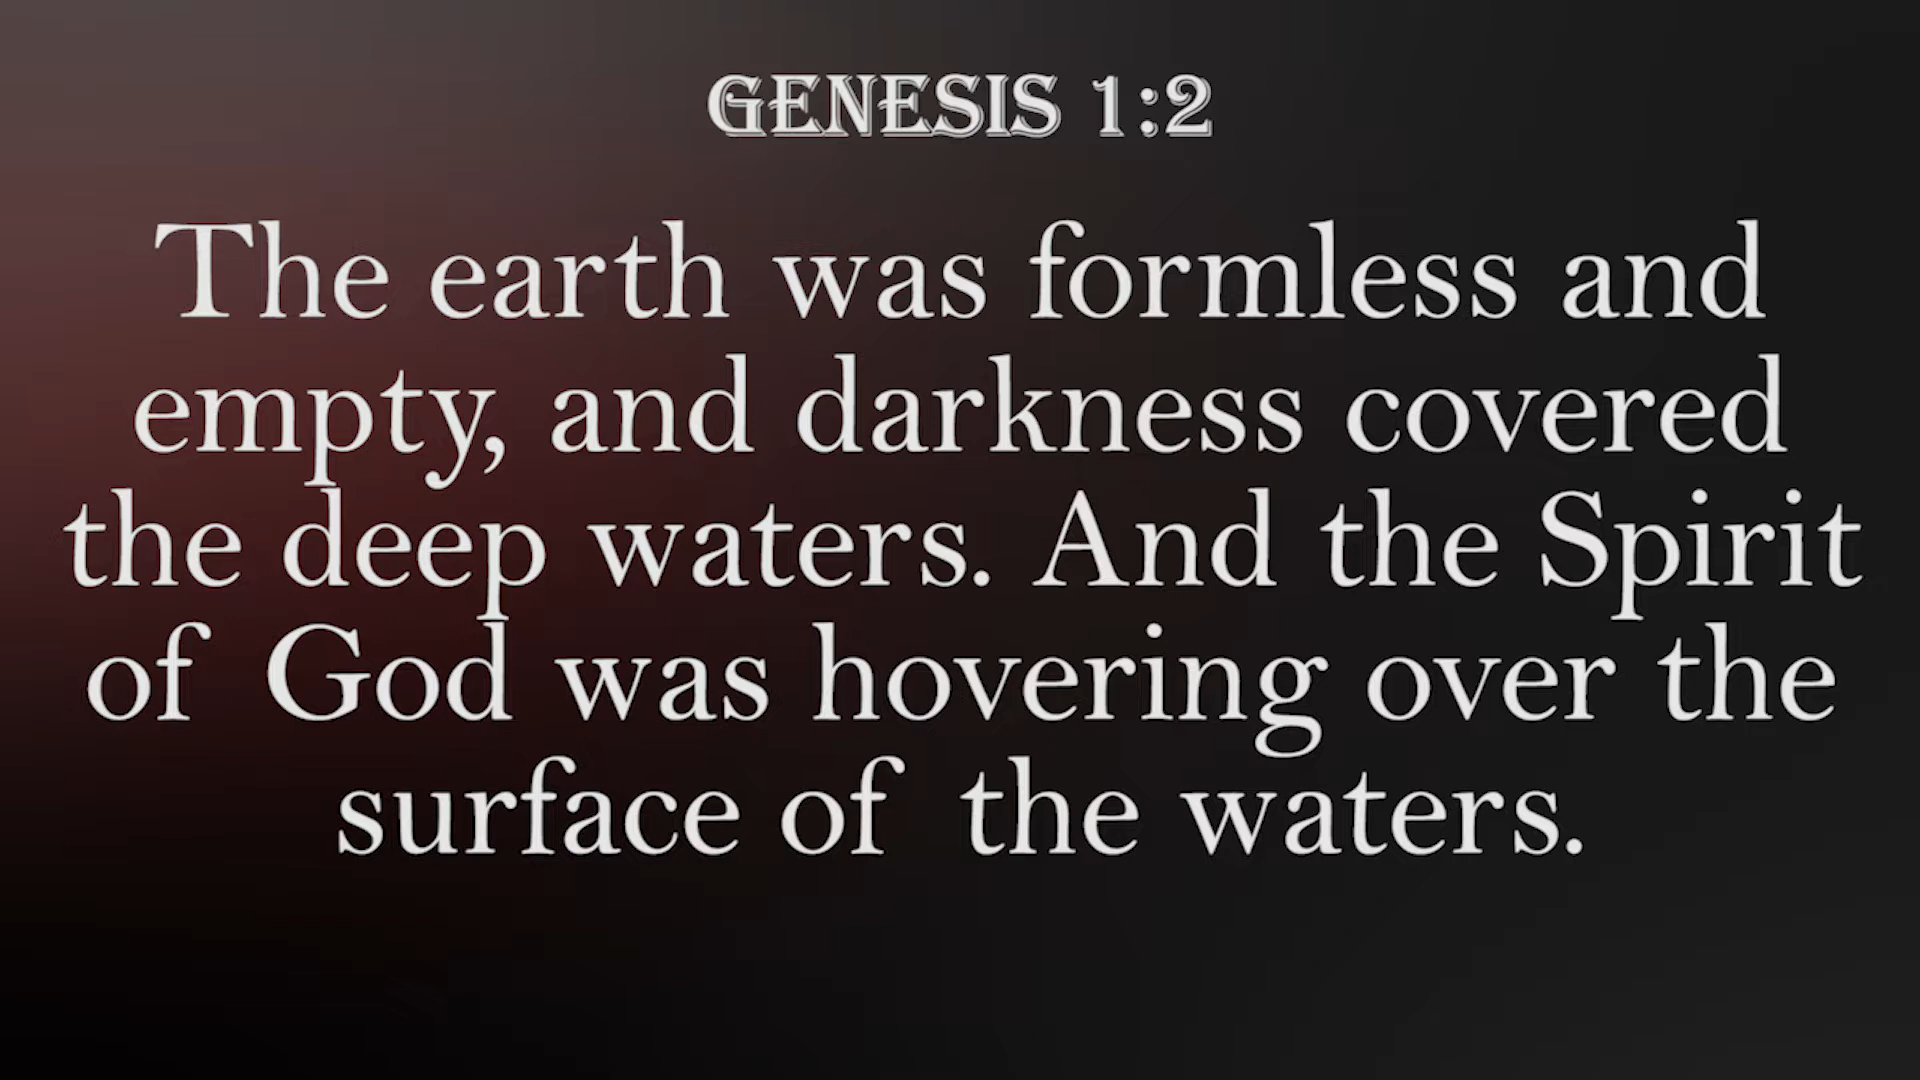 GENESIS 1:2
The earth was formless and
empty, and darkness covered
the deep waters. And the Spirit
of God was hovering over the
surface of the waters.